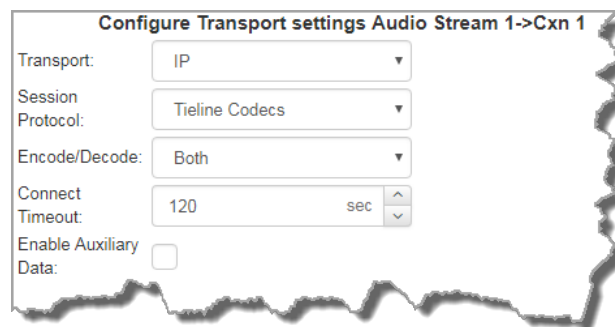 Configure Transport settings Audio Stream 1->Cxn 1
Transport: IP
Session Protocol: Tieline Codecs
Encode/Decode: Both
Connect Timeout: 120 sec
Enable Auxiliary Data: